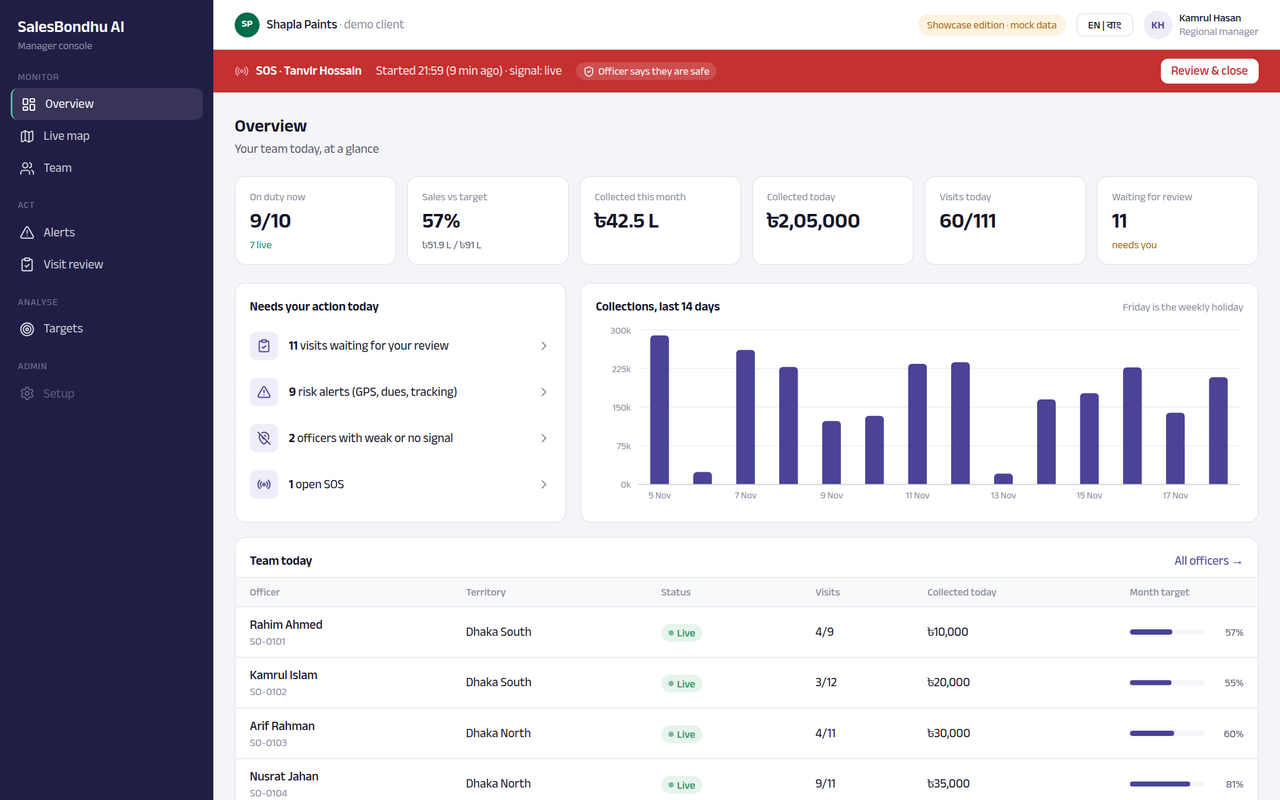 SalesBondhu AI
Manager console
MONITOR
Overview
Live map
Team
ACT
Alerts
Visit review
ANALYSE
Targets
ADMIN
Setup
SP Shapla Paints · demo client
Showcase edition · mock data
EN | বাং
KH
Kamrul Hasan
Regional manager
SOS · Tanvir Hossain Started 21:59 (9 min ago) · signal: live Officer says they are safe Review & close
Overview
Your team today, at a glance
On duty now
9/10
7 live
Sales vs target
57%
৳51.9 L / ৳91 L
Collected this month
৳42.5 L
Collected today
৳2,05,000
Visits today
60/111
Waiting for review
11
needs you
Needs your action today
11 visits waiting for your review
9 risk alerts (GPS, dues, tracking)
2 officers with weak or no signal
1 open SOS
Collections, last 14 days Friday is the weekly holiday
300k
225k
150k
75k
0k
5 Nov 7 Nov 9 Nov 11 Nov 13 Nov 15 Nov 17 Nov
Team today All officers →
Officer Territory Status Visits Collected today Month target
Rahim Ahmed Dhaka South Live 4/9 ৳10,000 57%
SO-0101
Kamrul Islam Dhaka South Live 3/12 ৳20,000 55%
SO-0102
Arif Rahman Dhaka North Live 4/11 ৳30,000 60%
SO-0103
Nusrat Jahan Dhaka North Live 9/11 ৳35,000 81%
SO-0104